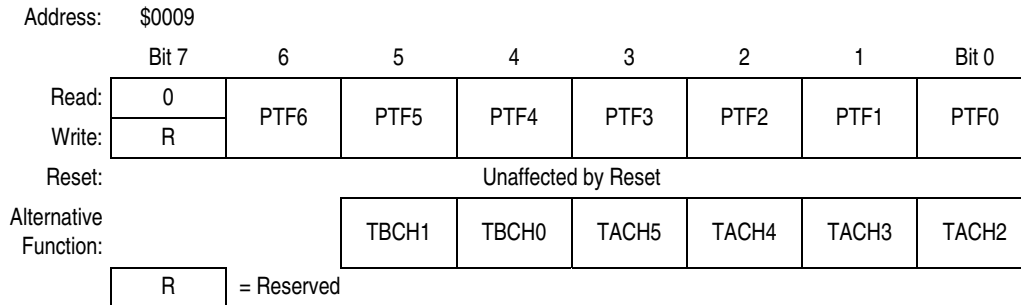 Address: $0009
Bit 7 6 5 4 3 2 1 Bit 0
Read: 0 PTF6 PTF5 PTF4 PTF3 PTF2 PTF1 PTF0
Write: R
Reset: Unaffected by Reset
Alternative
Function: TBCH1 TBCH0 TACH5 TACH4 TACH3 TACH2
R = Reserved